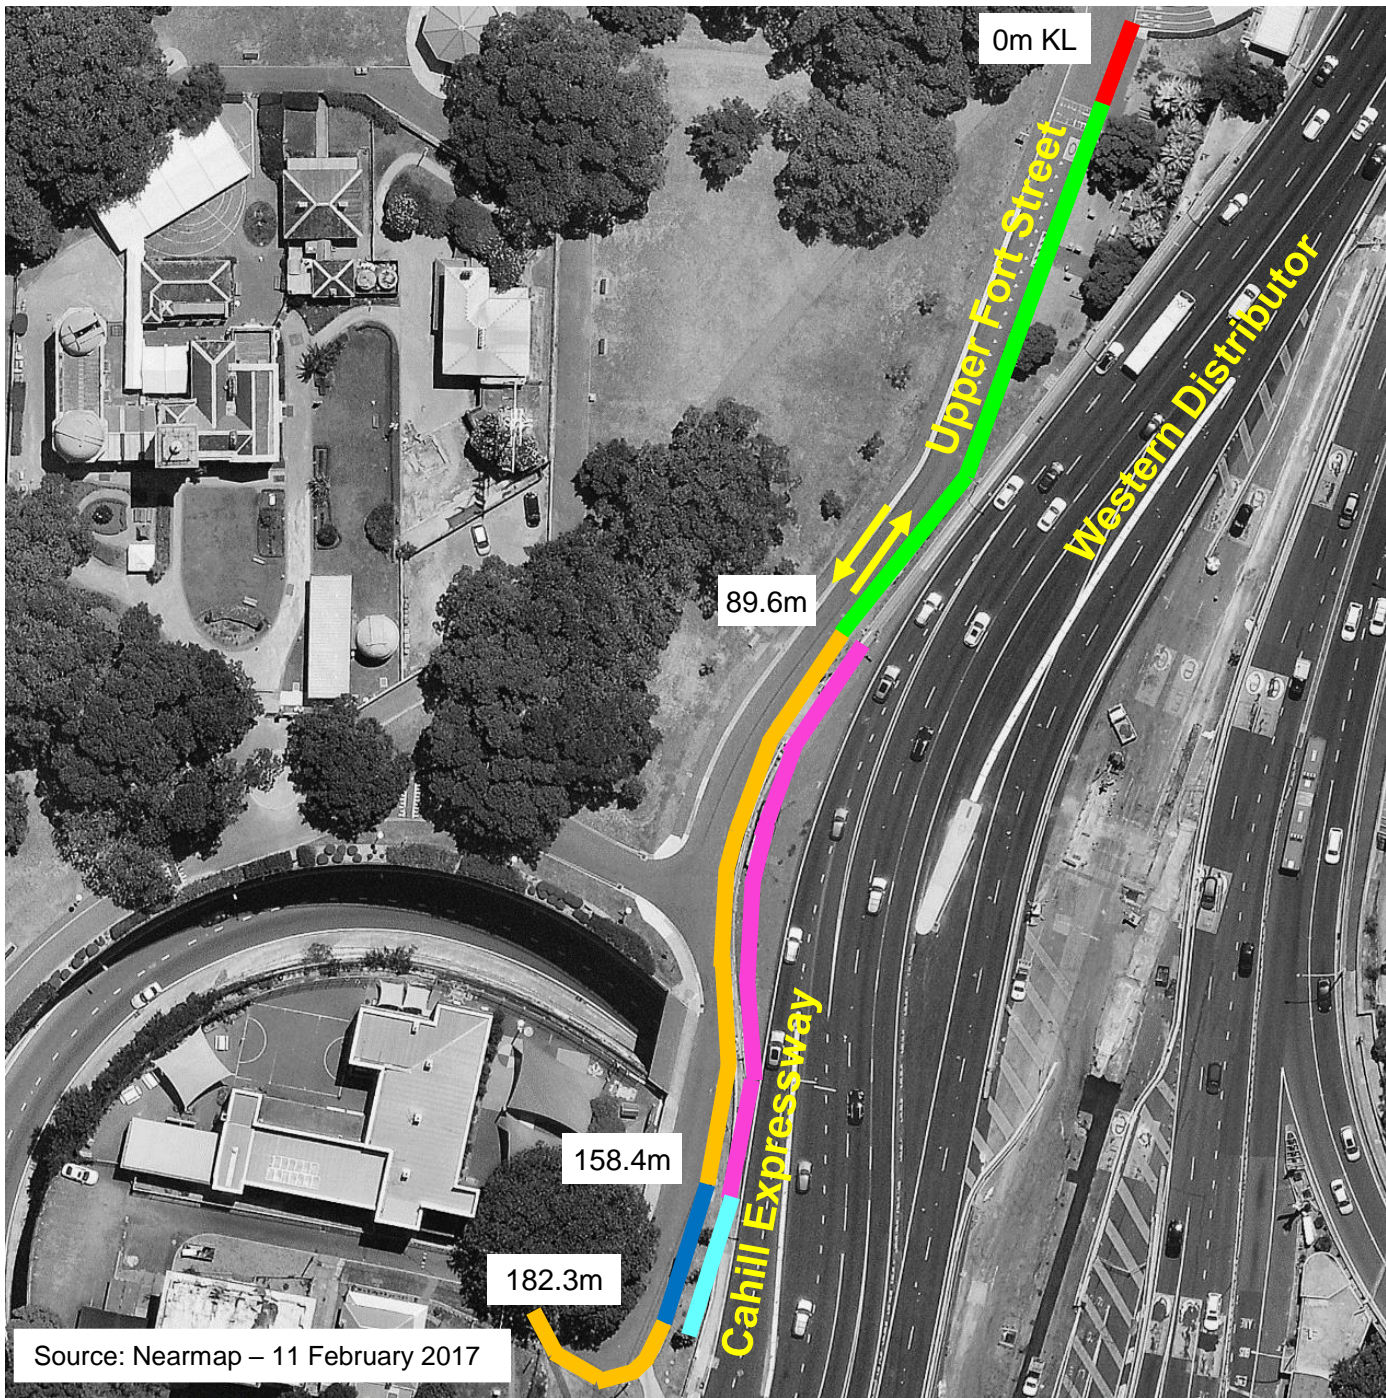 0m KL
Upper Fort Street
Western Distributor
89.6m
158.4m
Cahill Expressway
182.3m
Source: Nearmap – 11 February 2017